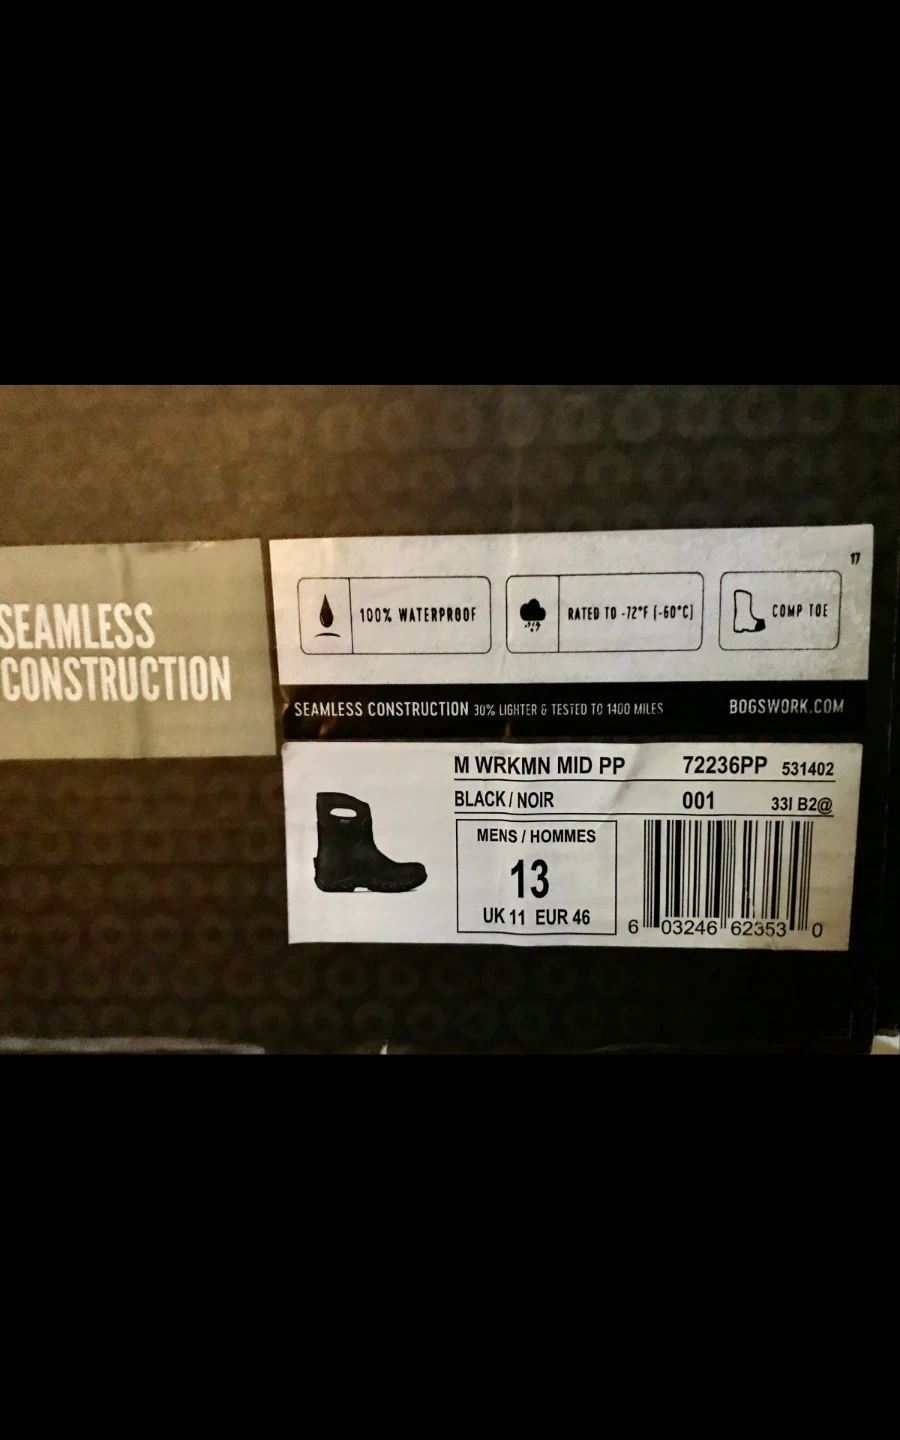 SEAMLESS
CONSTRUCTION
17
100% WATERPROOF
RATED TO -72°F (-60°C)
COMP TOE
SEAMLESS CONSTRUCTION 30% LIGHTER & TESTED TO 1400 MILES
BOGSWORK.COM
M WRKMN MID PP 72236PP 531402
BLACK / NOIR 001 33I B2@
MENS / HOMMES
13
UK 11 EUR 46
6 03246 62353 0